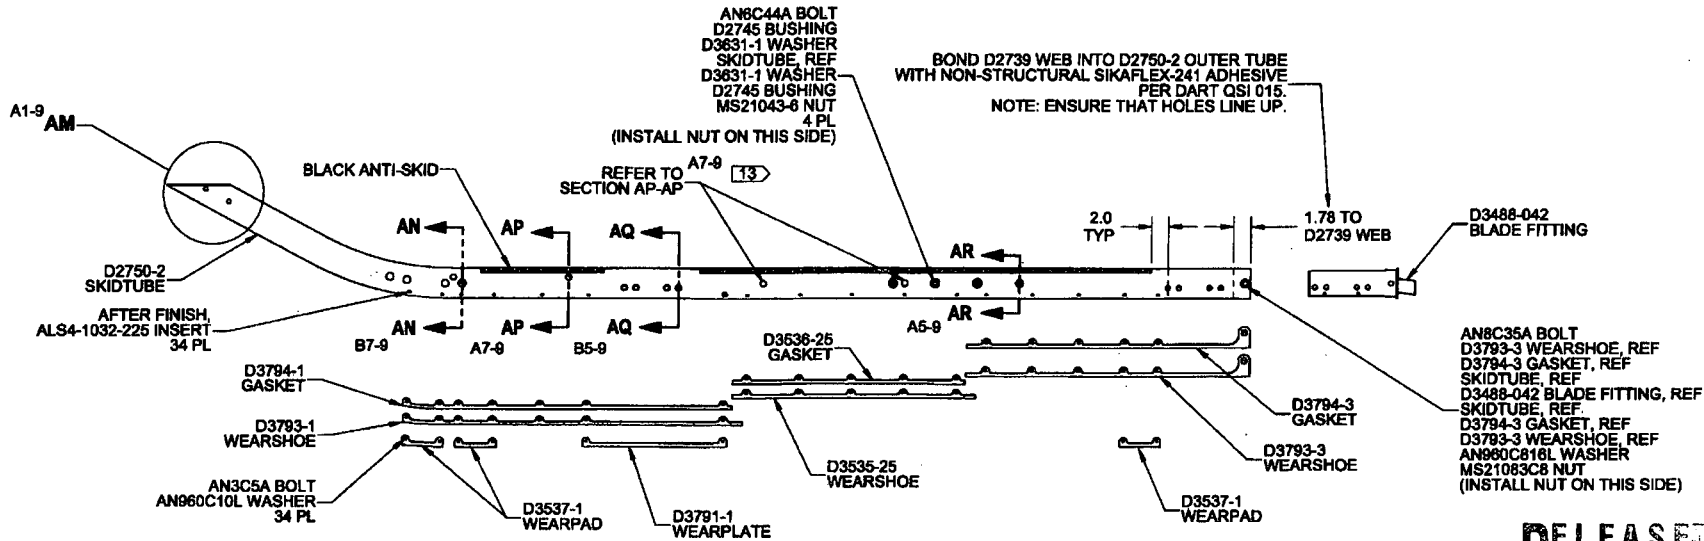 AN6C44A BOLT
D2745 BUSHING
D3631-1 WASHER
SKIDTUBE, REF
D3631-1 WASHER
D2745 BUSHING
MS21043-6 NUT
4 PL
(INSTALL NUT ON THIS SIDE)
BOND D2739 WEB INTO D2750-2 OUTER TUBE
WITH NON-STRUCTURAL SIKAFLEX-241 ADHESIVE
PER DART QSI 015.
NOTE: ENSURE THAT HOLES LINE UP.
A1-9
AM
BLACK ANTI-SKID
REFER TO
SECTION AP-AP
A7-9
13
AN
AP
AQ
AR
2.0
TYP
1.78 TO
D2739 WEB
D3488-042
BLADE FITTING
D2750-2
SKIDTUBE
AFTER FINISH,
ALS4-1032-225 INSERT
34 PL
AN
AP
AQ
AR
B7-9
A7-9
B5-9
A5-9
D3794-1
GASKET
D3536-25
GASKET
D3794-3
GASKET
D3793-1
WEARSHOE
D3535-25
WEARSHOE
D3793-3
WEARSHOE
AN3C5A BOLT
AN960C10L WASHER
34 PL
D3537-1
WEARPAD
D3791-1
WEARPLATE
D3537-1
WEARPAD
AN8C35A BOLT
D3793-3 WEARSHOE, REF
D3794-3 GASKET, REF
SKIDTUBE, REF
D3488-042 BLADE FITTING, REF
SKIDTUBE, REF.
D3794-3 GASKET, REF
D3793-3 WEARSHOE, REF
AN960C816L WASHER
MS21083C8 NUT
(INSTALL NUT ON THIS SIDE)